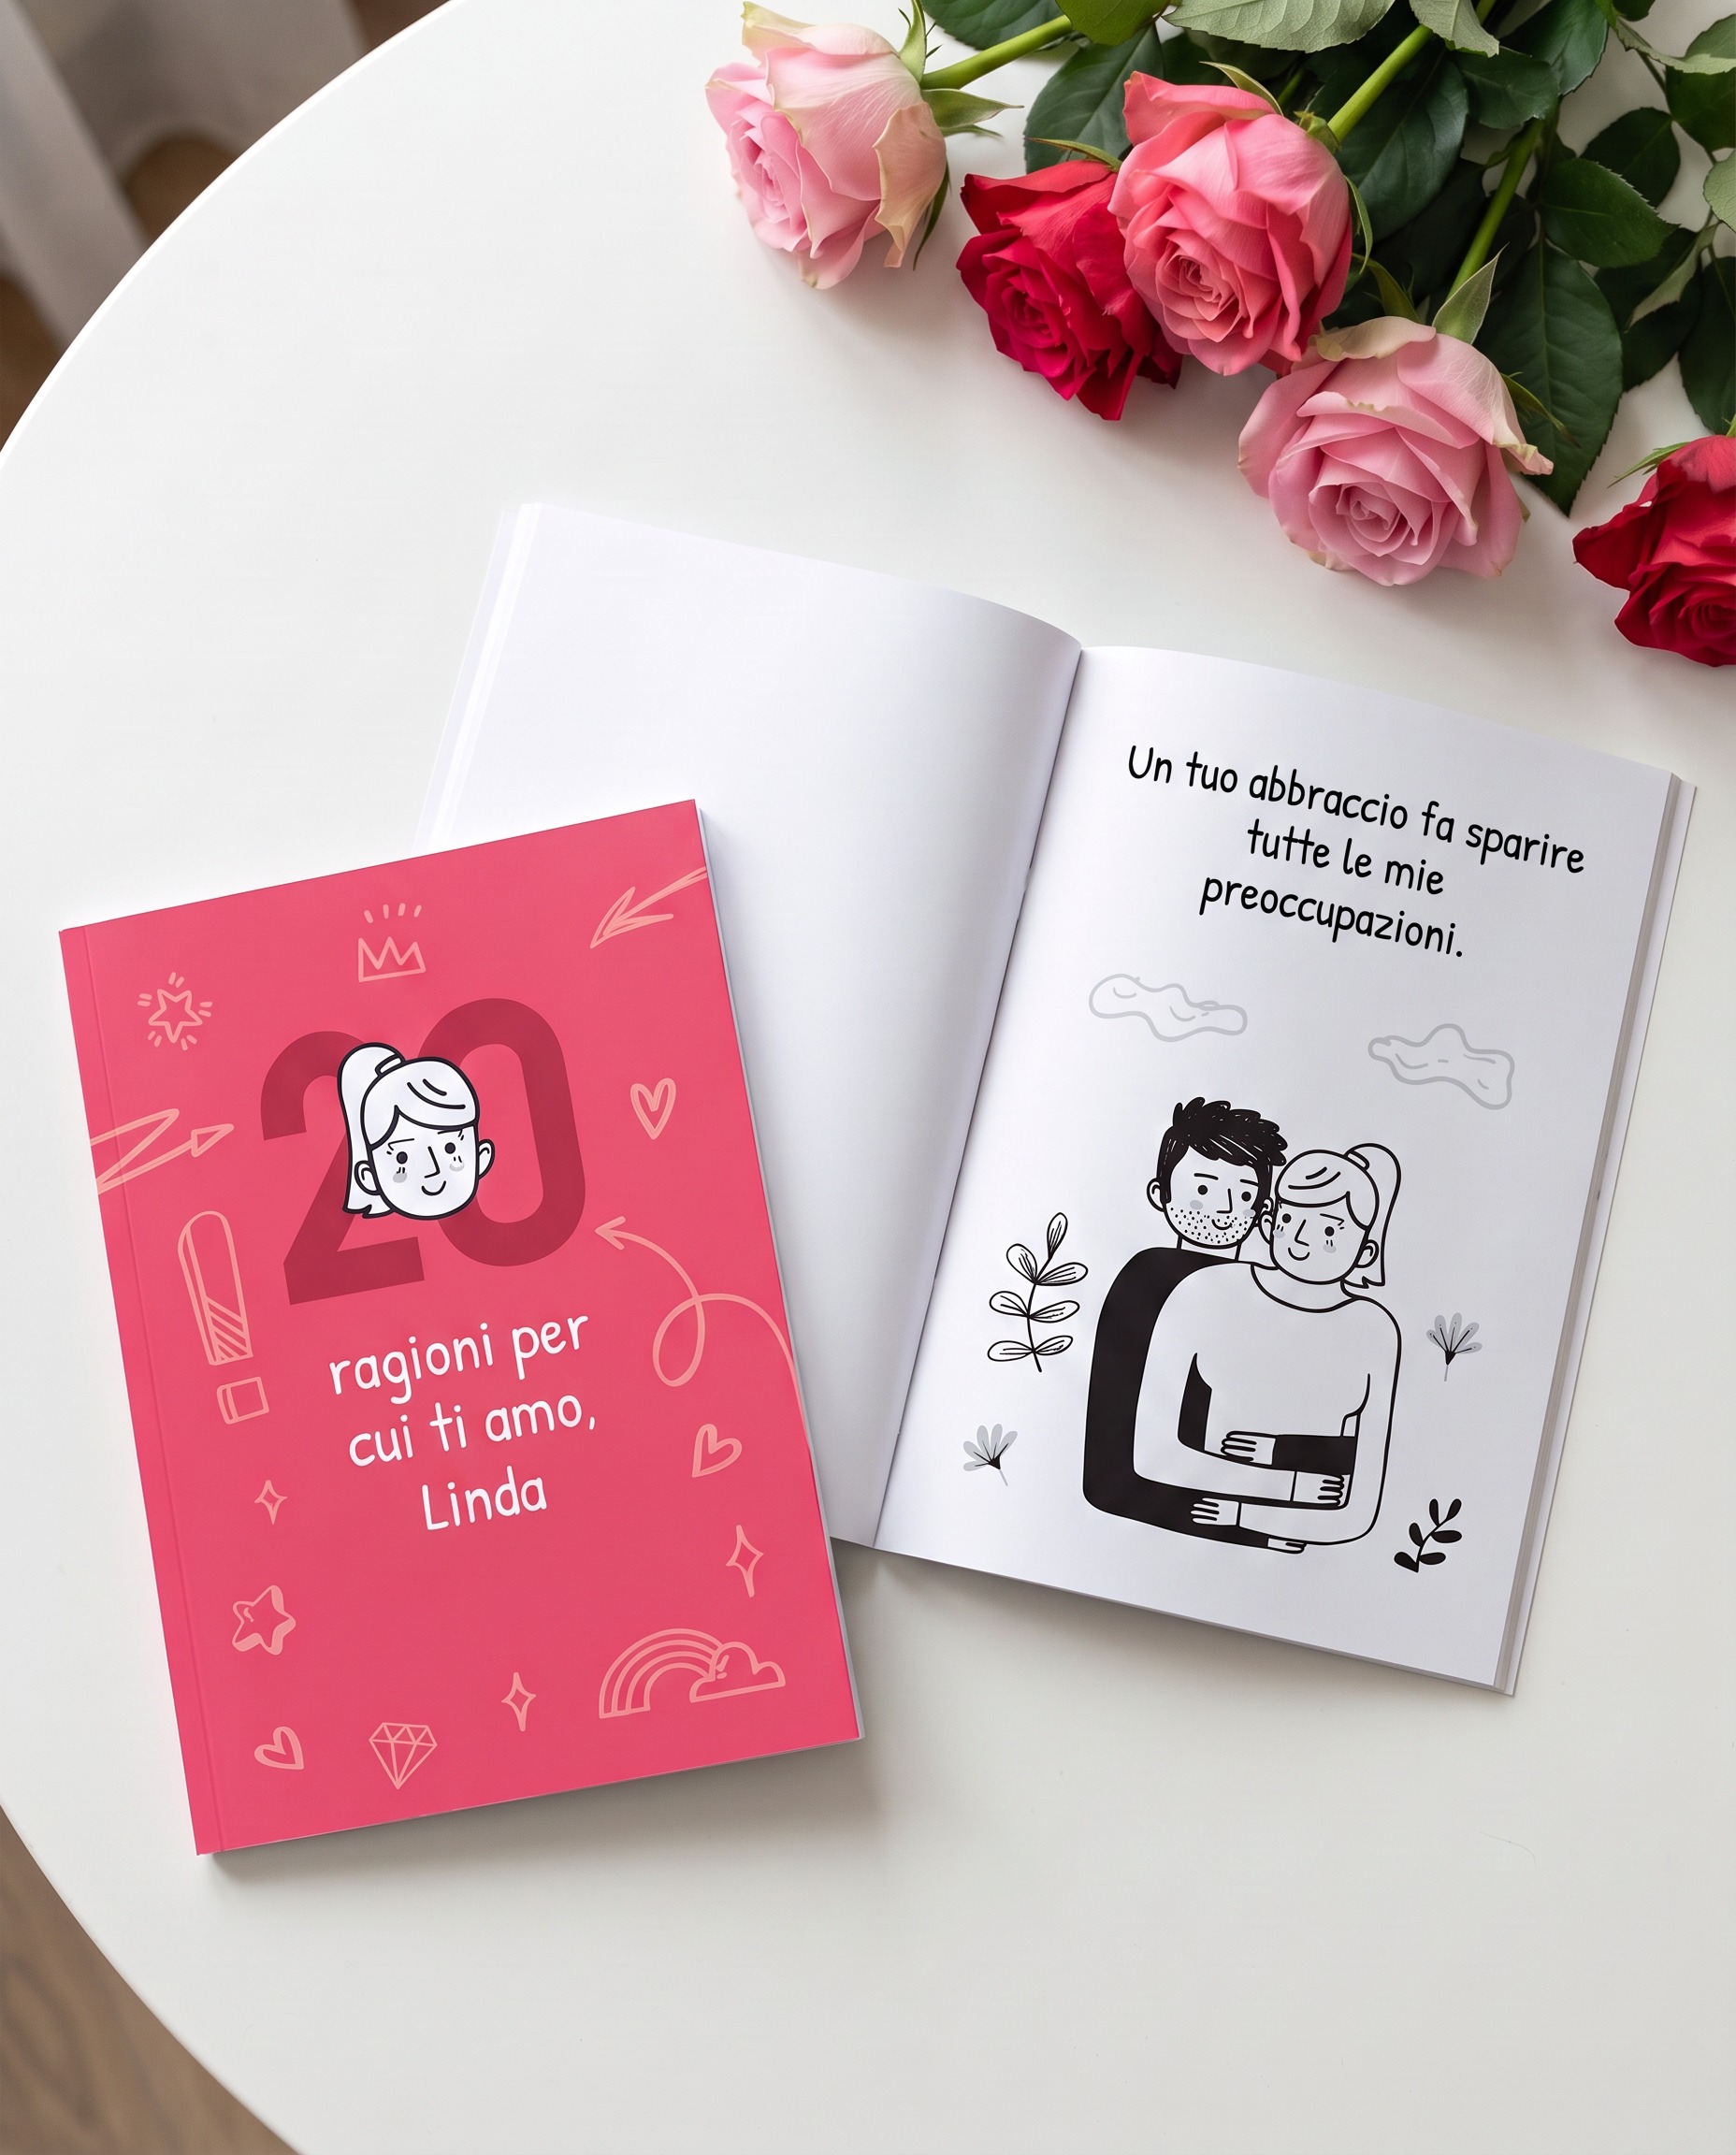 20
ragioni per
cui ti amo,
Linda
Un tuo abbraccio fa sparire
tutte le mie
preoccupazioni.